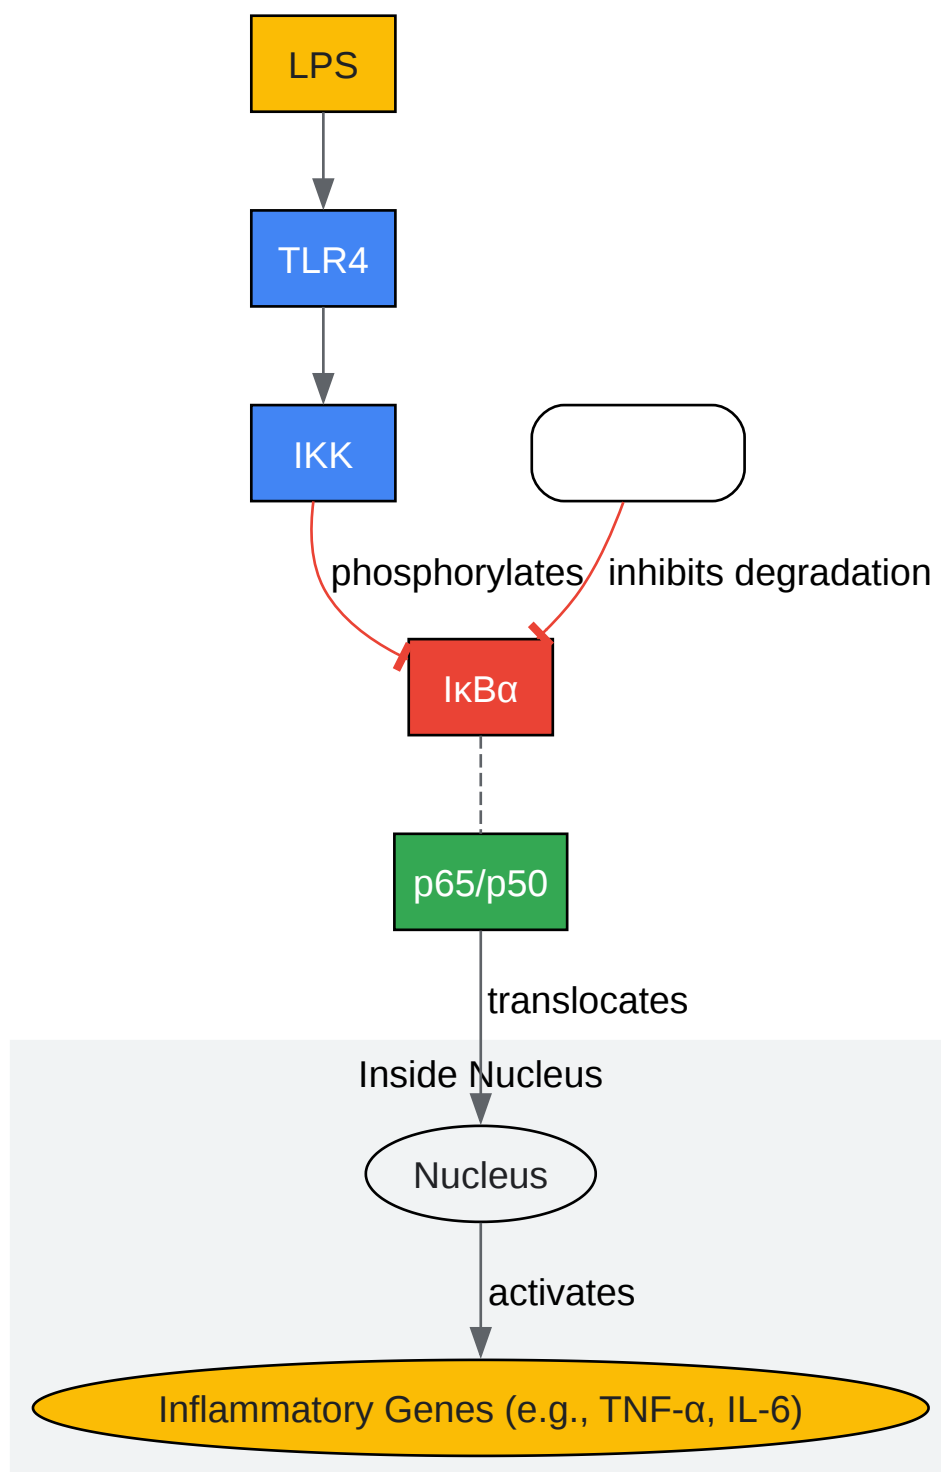 LPS
TLR4
IKK
phosphorylates
inhibits degradation
IκBα
p65/p50
translocates
Inside Nucleus
Nucleus
activates
Inflammatory Genes (e.g., TNF-α, IL-6)